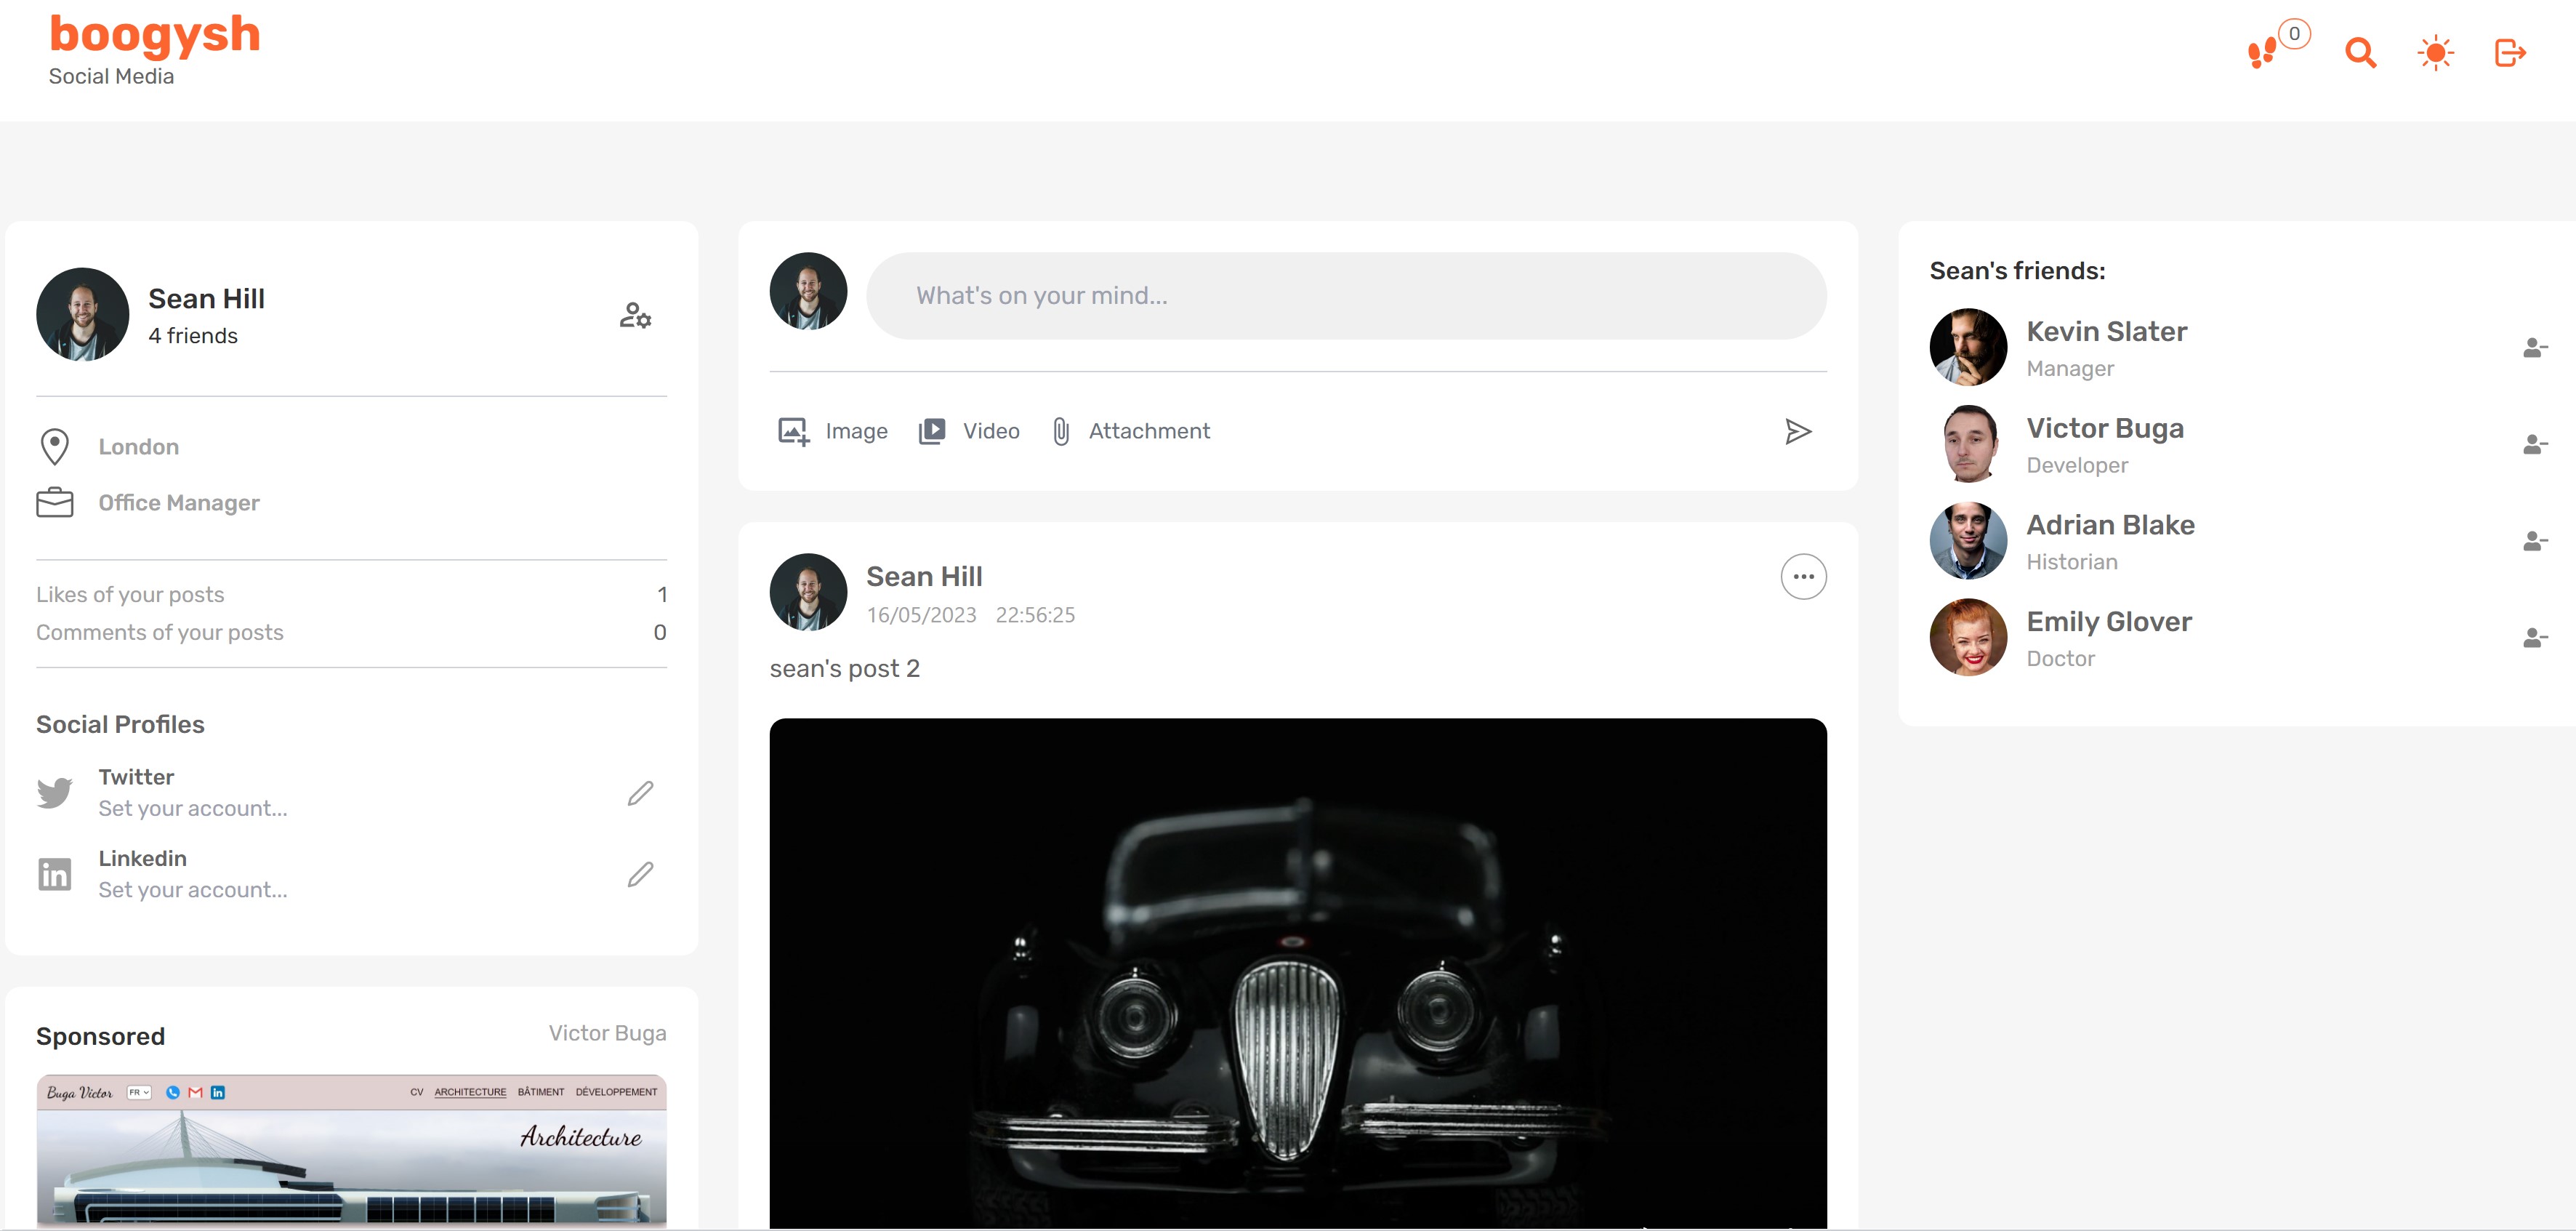 boogysh
Social Media
0
Sean Hill
4 friends
London
Office Manager
Likes of your posts 1
Comments of your posts 0
Social Profiles
Twitter
Set your account...
Linkedin
Set your account...
Sponsored Victor Buga
Buga Victor FR CV ARCHITECTURE BÂTIMENT DÉVELOPPEMENT
Architecture
What's on your mind...
Image Video Attachment
Sean Hill
16/05/2023 22:56:25
sean's post 2
Sean's friends:
Kevin Slater
Manager
Victor Buga
Developer
Adrian Blake
Historian
Emily Glover
Doctor